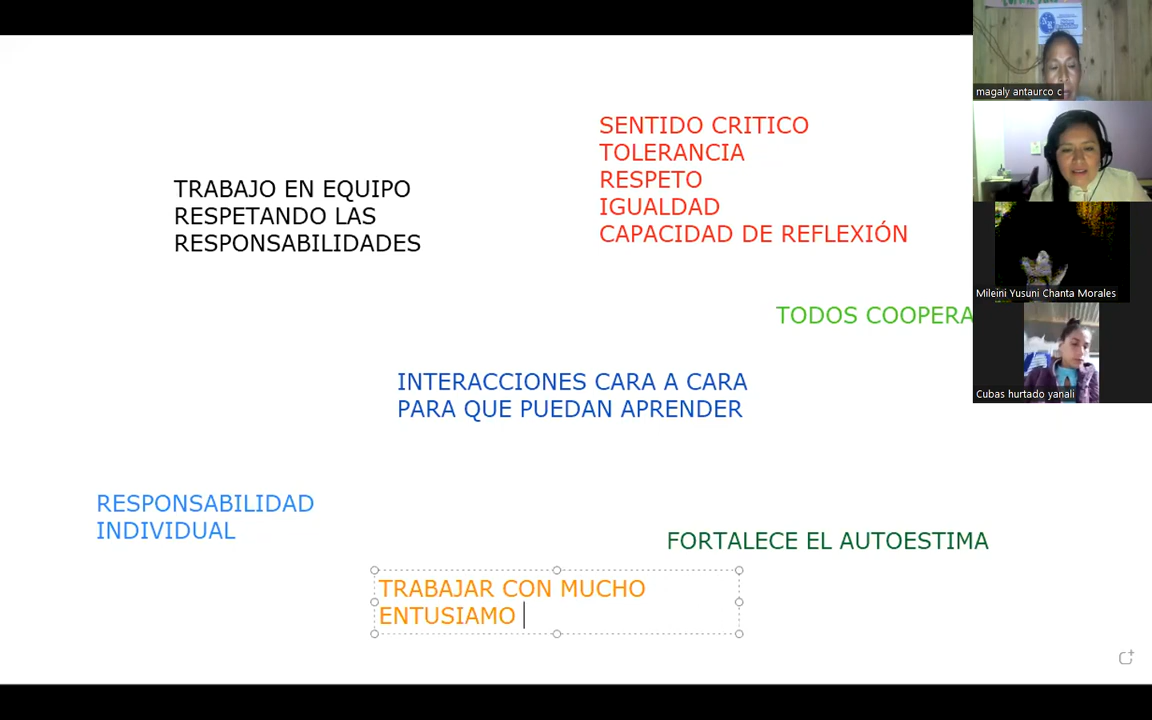 magaly antaurco c
SENTIDO CRITICO
TOLERANCIA
RESPETO
IGUALDAD
CAPACIDAD DE REFLEXIÓN
TRABAJO EN EQUIPO
RESPETANDO LAS
RESPONSABILIDADES
Mileini Yusuni Chanta Morales
TODOS COOPERA
INTERACCIONES CARA A CARA
PARA QUE PUEDAN APRENDER
Cubas hurtado yanali
RESPONSABILIDAD
INDIVIDUAL
FORTALECE EL AUTOESTIMA
TRABAJAR CON MUCHO
ENTUSIAMO